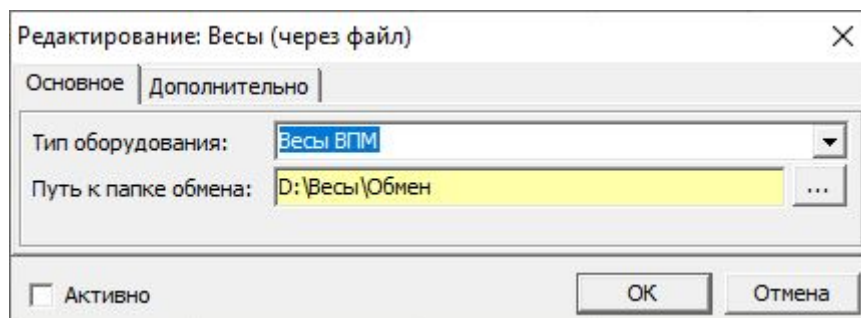 Редактирование: Весы (через файл)
Основное Дополнительно
Тип оборудования: Весы ВПМ
Путь к папке обмена: D:\Весы\Обмен ...
Активно OK Отмена